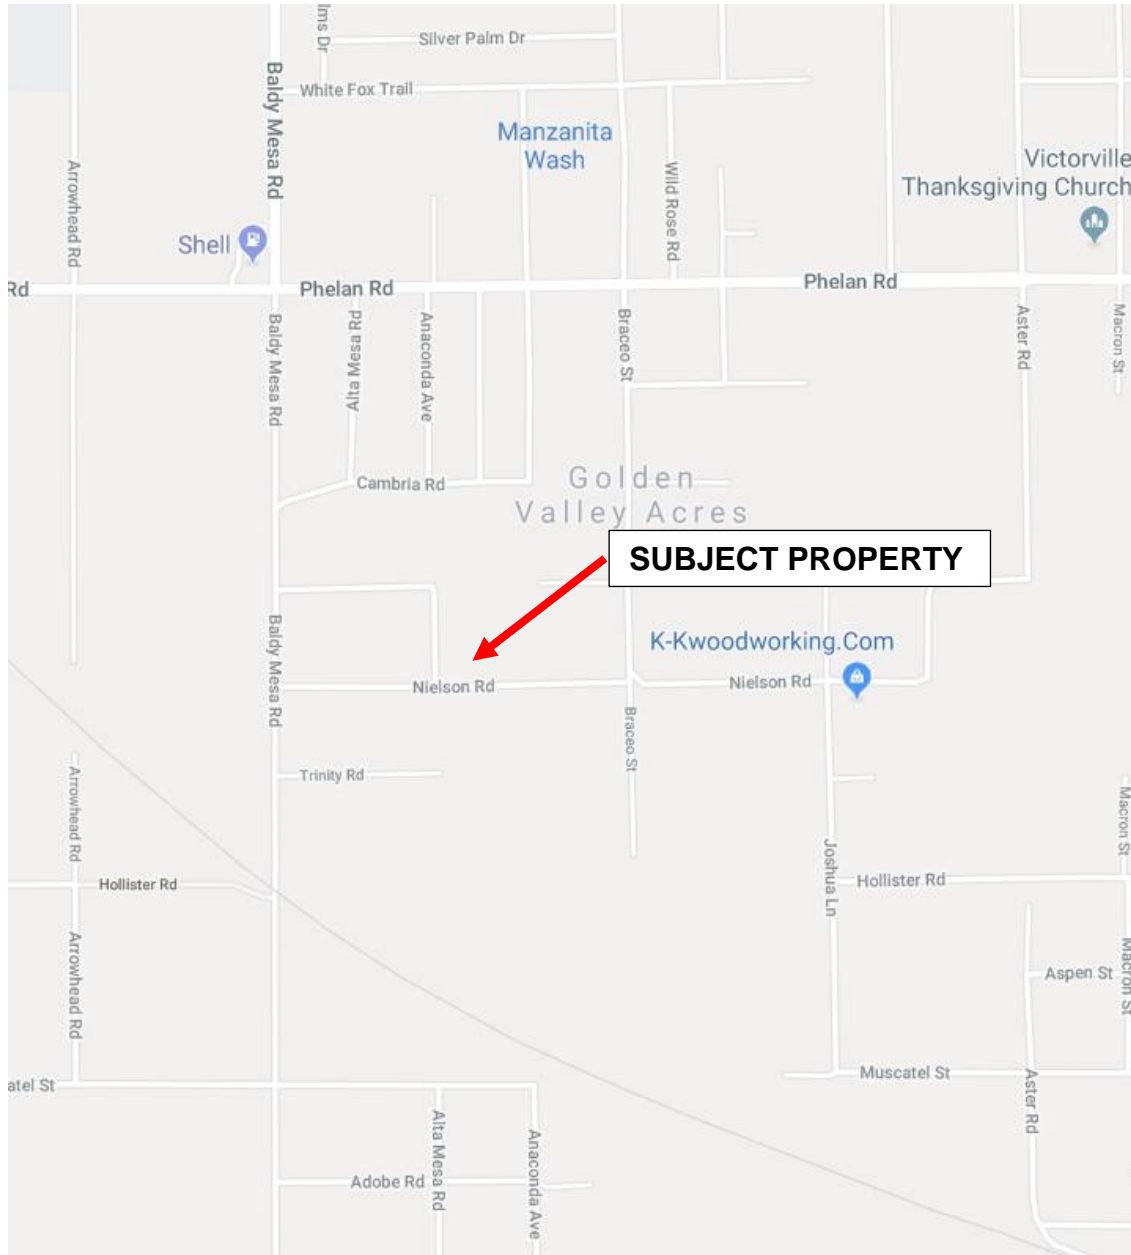 lms Dr
Silver Palm Dr
White Fox Trail
Baldy Mesa Rd
Manzanita
Wash
Victorville
Thanksgiving Church
Arrowhead Rd
Wild Rose Rd
Shell
Rd
Phelan Rd
Phelan Rd
Baldy Mesa Rd
Alta Mesa Rd
Anaconda Ave
Braceo St
Aster Rd
Macron St
Cambria Rd
Golden
Valley Acres
SUBJECT PROPERTY
Baldy Mesa Rd
K-Kwoodworking.Com
Nielson Rd
Nielson Rd
Braceo St
Trinity Rd
Arrowhead Rd
Macron St
Joshua Ln
Hollister Rd
Hollister Rd
Arrowhead Rd
Macron St
Aspen St
atel St
Muscatel St
Aster Rd
Alta Mesa Rd
Anaconda Ave
Adobe Rd